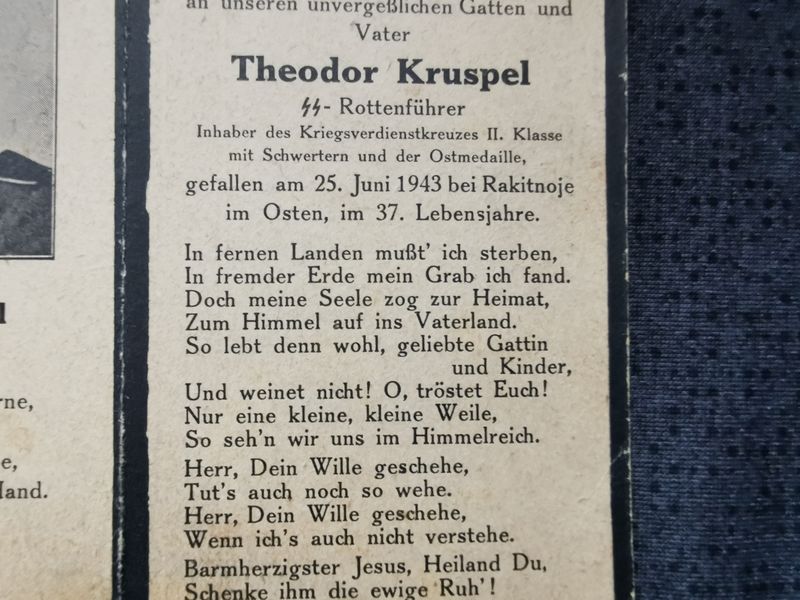 an unseren unvergeßlichen Gatten und
Vater
Theodor Kruspel
SS-Rottenführer
Inhaber des Kriegsverdienstkreuzes II. Klasse
mit Schwertern und der Ostmedaille,
gefallen am 25. Juni 1943 bei Rakitnoje
im Osten, im 37. Lebensjahre.
In fernen Landen mußt' ich sterben,
In fremder Erde mein Grab ich fand.
Doch meine Seele zog zur Heimat,
Zum Himmel auf ins Vaterland.
So lebt denn wohl, geliebte Gattin
und Kinder,
Und weinet nicht! O, tröstet Euch!
Nur eine kleine, kleine Weile,
So seh'n wir uns im Himmelreich.
Herr, Dein Wille geschehe,
Tut's auch noch so wehe.
Herr, Dein Wille geschehe,
Wenn ich's auch nicht verstehe.
Barmherzigster Jesus, Heiland Du,
Schenke ihm die ewige Ruh'!